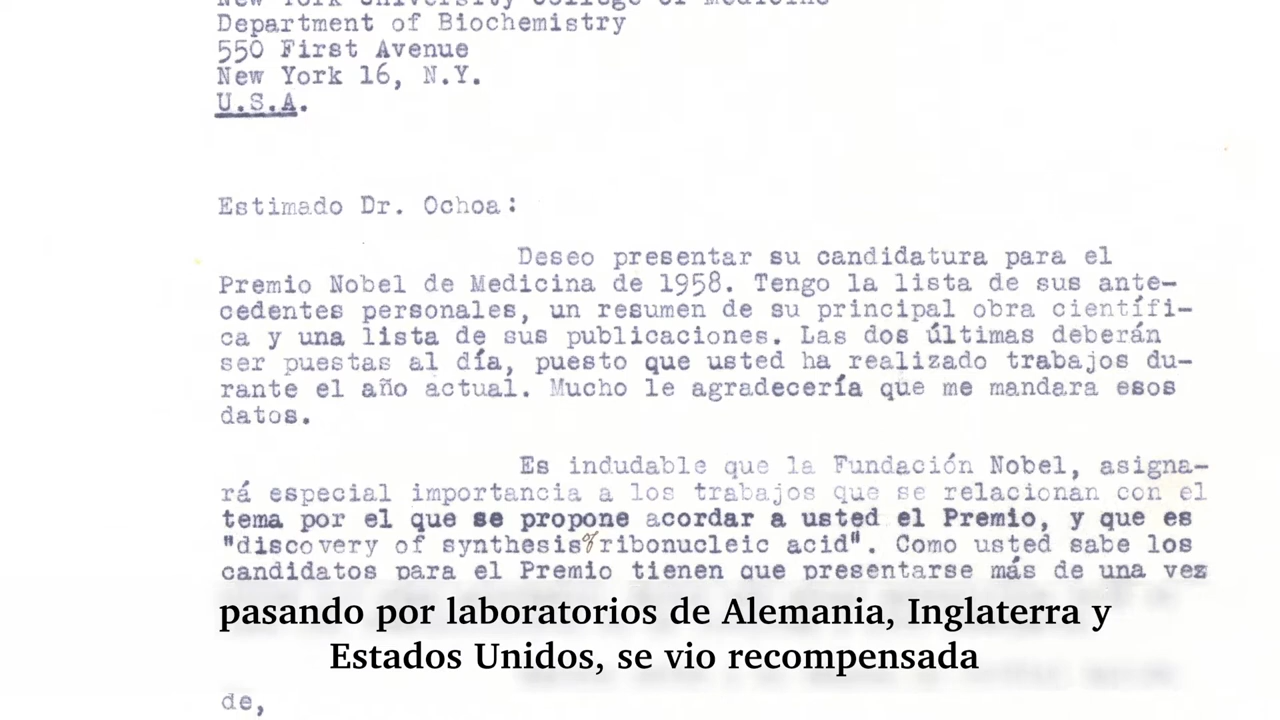 New York University College of Medicine
Department of Biochemistry
550 First Avenue
New York 16, N.Y.
U.S.A.
Estimado Dr. Ochoa:
Deseo presentar su candidatura para el
Premio Nobel de Medicina de 1958. Tengo la lista de sus ante-
cedentes personales, un resumen de su principal obra científi-
ca y una lista de sus publicaciones. Las dos últimas deberán
ser puestas al día, puesto que usted ha realizado trabajos du-
rante el año actual. Mucho le agradecería que me mandara esos
datos.
Es indudable que la Fundación Nobel, asigna-
rá especial importancia a los trabajos que se relacionan con el
tema por el que se propone acordar a usted el Premio, y que es
"discovery of synthesis of ribonucleic acid". Como usted sabe los
candidatos para el Premio tienen que presentarse más de una vez
pasando por laboratorios de Alemania, Inglaterra y
Estados Unidos, se vio recompensada
de,